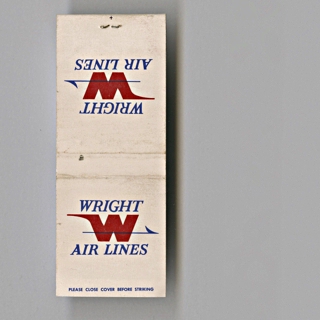 WRIGHT
W
AIR LINES
WRIGHT
W
AIR LINES
PLEASE CLOSE COVER BEFORE STRIKING